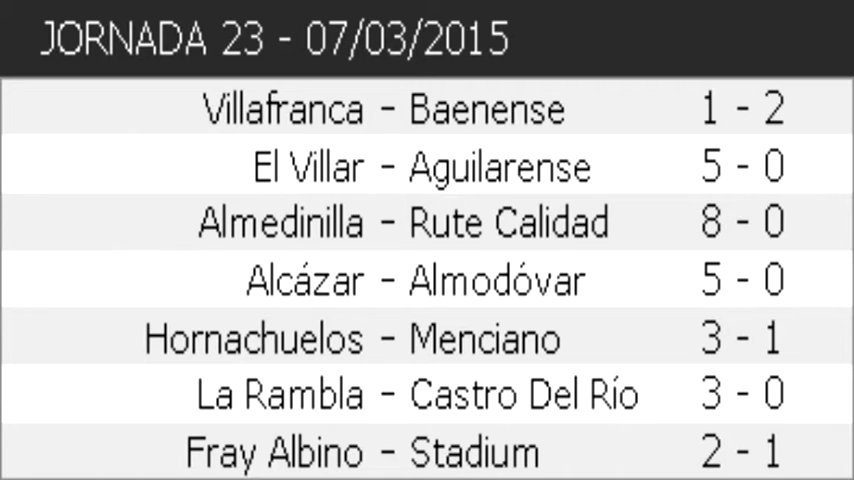 JORNADA 23 - 07/03/2015
Villafranca - Baenense 1 - 2
El Villar - Aguilarense 5 - 0
Almedinilla - Rute Calidad 8 - 0
Alcázar - Almodóvar 5 - 0
Hornachuelos - Menciano 3 - 1
La Rambla - Castro Del Río 3 - 0
Fray Albino - Stadium 2 - 1